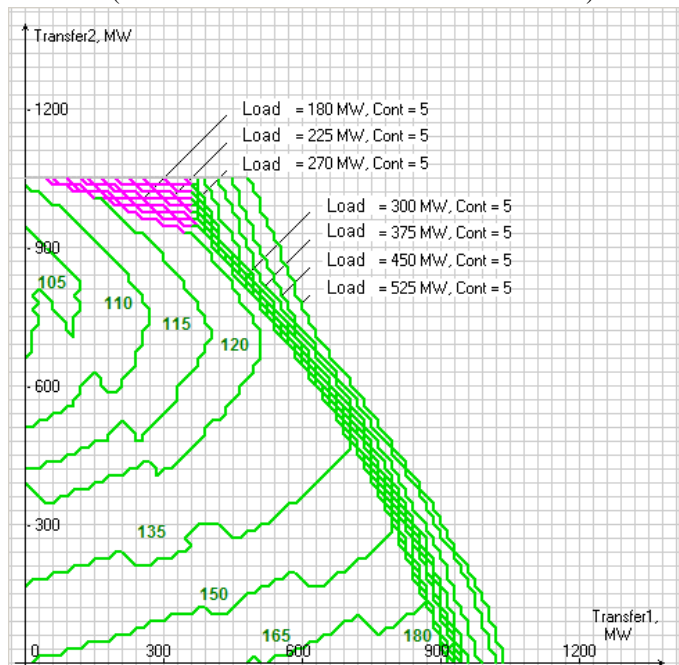 Transfer2, MW
1200
Load = 180 MW, Cont = 5
Load = 225 MW, Cont = 5
Load = 270 MW, Cont = 5
Load = 300 MW, Cont = 5
Load = 375 MW, Cont = 5
Load = 450 MW, Cont = 5
Load = 525 MW, Cont = 5
900
105
110
115
120
600
300
135
150
165
180
Transfer1,
MW
0 300 600 900 1200